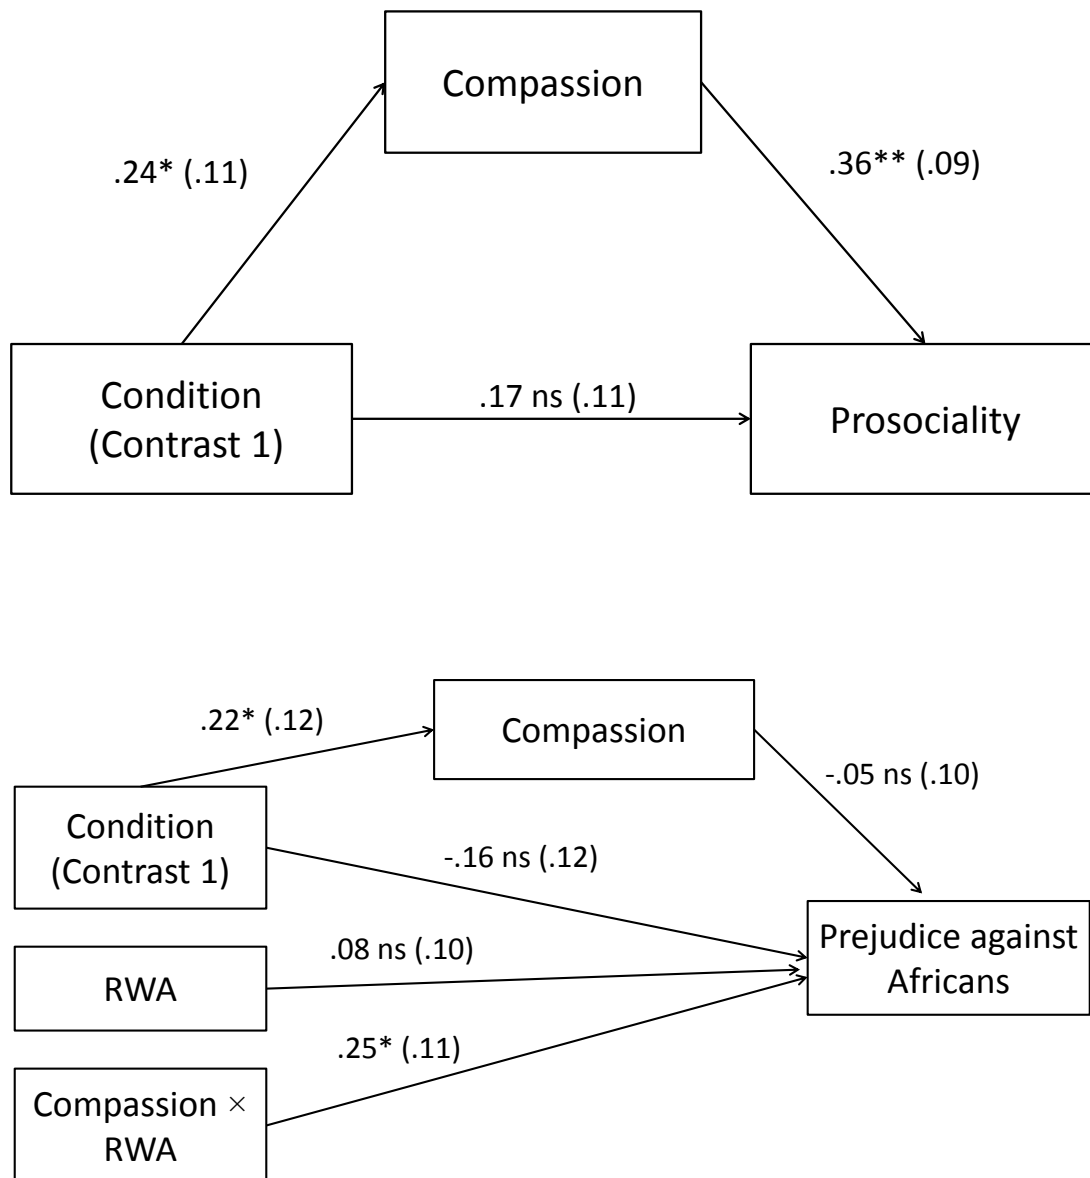 Compassion
.24* (.11)
.36** (.09)
Condition
(Contrast 1)
.17 ns (.11)
Prosociality
.22* (.12)
Compassion
-.05 ns (.10)
Condition
(Contrast 1)
-.16 ns (.12)
Prejudice against
Africans
.08 ns (.10)
RWA
.25* (.11)
Compassion ×
RWA